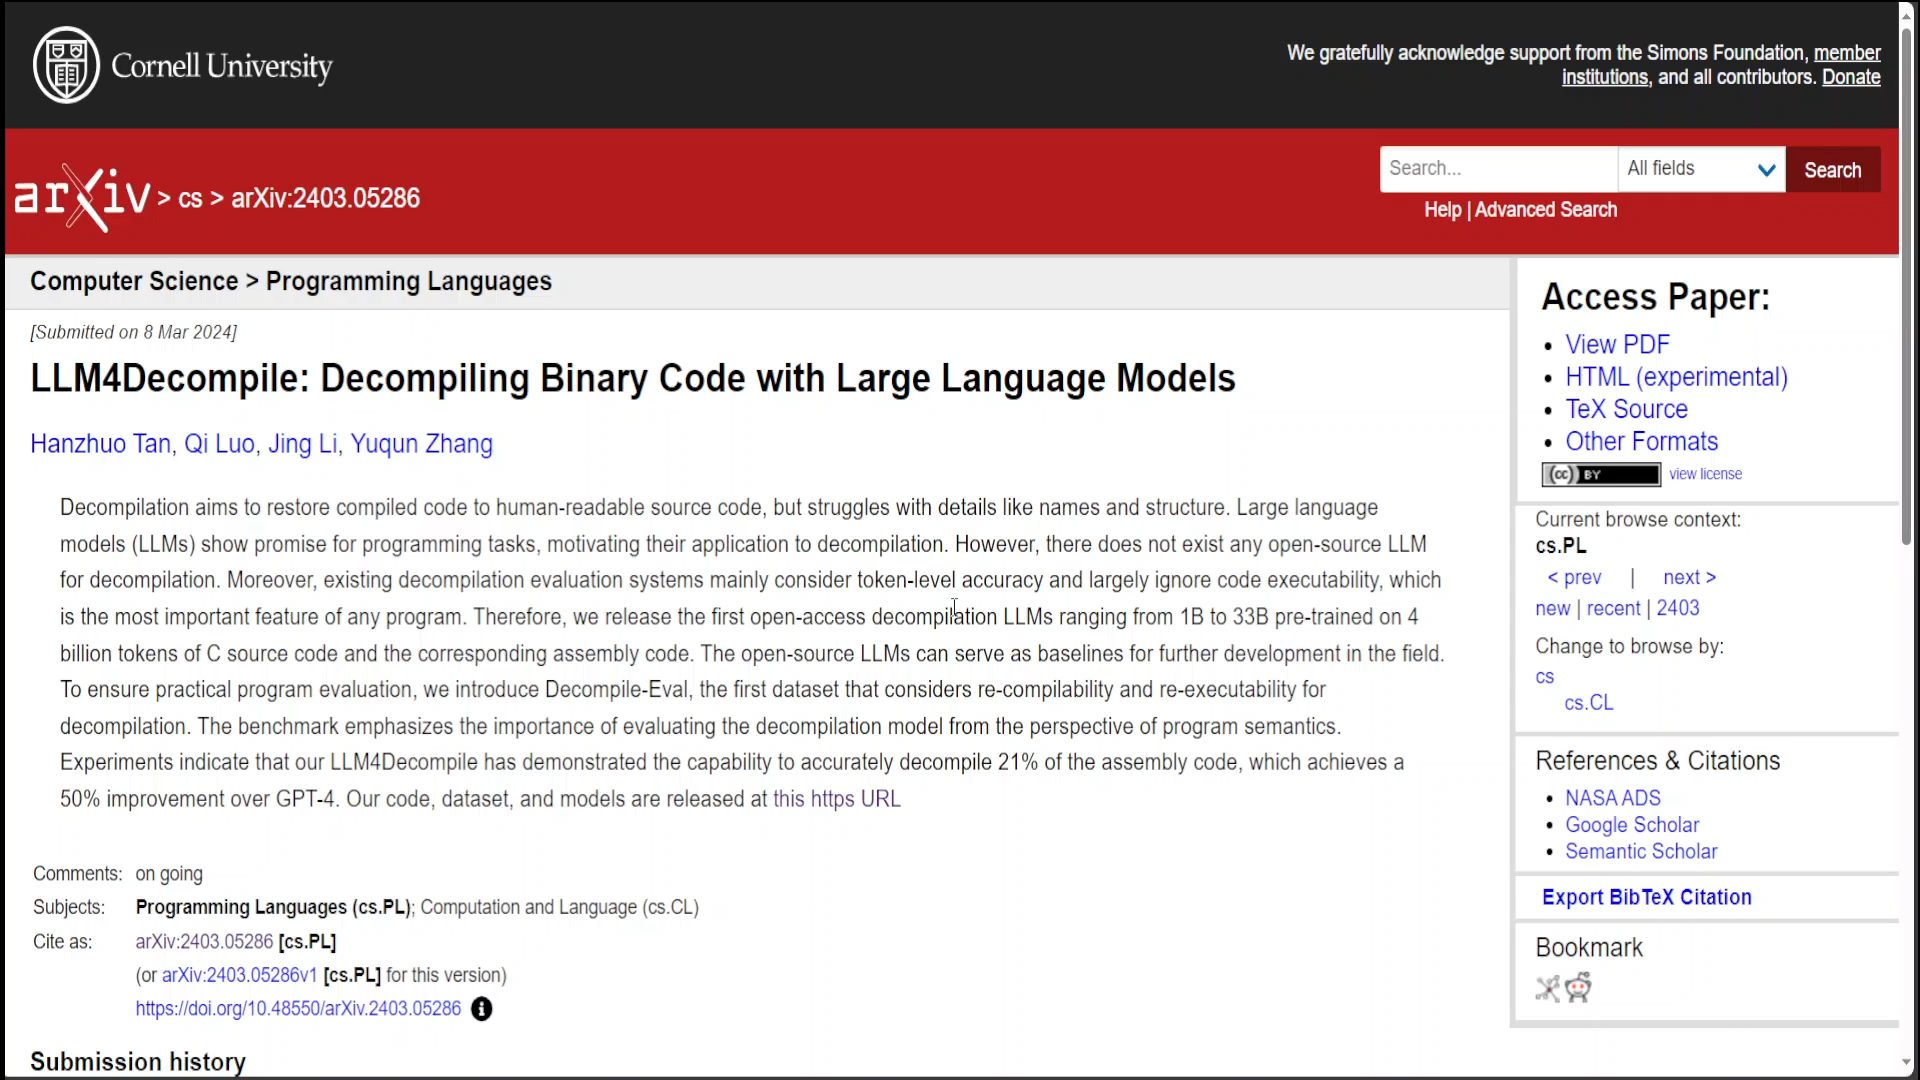 Cornell University
We gratefully acknowledge support from the Simons Foundation, member
institutions, and all contributors. Donate
arXiv > cs > arXiv:2403.05286
Search...
All fields
Search
Help | Advanced Search
Computer Science > Programming Languages
[Submitted on 8 Mar 2024]
LLM4Decompile: Decompiling Binary Code with Large Language Models
Hanzhuo Tan, Qi Luo, Jing Li, Yuqun Zhang
Decompilation aims to restore compiled code to human-readable source code, but struggles with details like names and structure. Large language
models (LLMs) show promise for programming tasks, motivating their application to decompilation. However, there does not exist any open-source LLM
for decompilation. Moreover, existing decompilation evaluation systems mainly consider token-level accuracy and largely ignore code executability, which
is the most important feature of any program. Therefore, we release the first open-access decompilation LLMs ranging from 1B to 33B pre-trained on 4
billion tokens of C source code and the corresponding assembly code. The open-source LLMs can serve as baselines for further development in the field.
To ensure practical program evaluation, we introduce Decompile-Eval, the first dataset that considers re-compilability and re-executability for
decompilation. The benchmark emphasizes the importance of evaluating the decompilation model from the perspective of program semantics.
Experiments indicate that our LLM4Decompile has demonstrated the capability to accurately decompile 21% of the assembly code, which achieves a
50% improvement over GPT-4. Our code, dataset, and models are released at this https URL
Comments: on going
Subjects: Programming Languages (cs.PL); Computation and Language (cs.CL)
Cite as: arXiv:2403.05286 [cs.PL]
(or arXiv:2403.05286v1 [cs.PL] for this version)
https://doi.org/10.48550/arXiv.2403.05286
Submission history
Access Paper:
View PDF
HTML (experimental)
TeX Source
Other Formats
(cc) BY view license
Current browse context:
cs.PL
< prev | next >
new | recent | 2403
Change to browse by:
cs
cs.CL
References & Citations
NASA ADS
Google Scholar
Semantic Scholar
Export BibTeX Citation
Bookmark